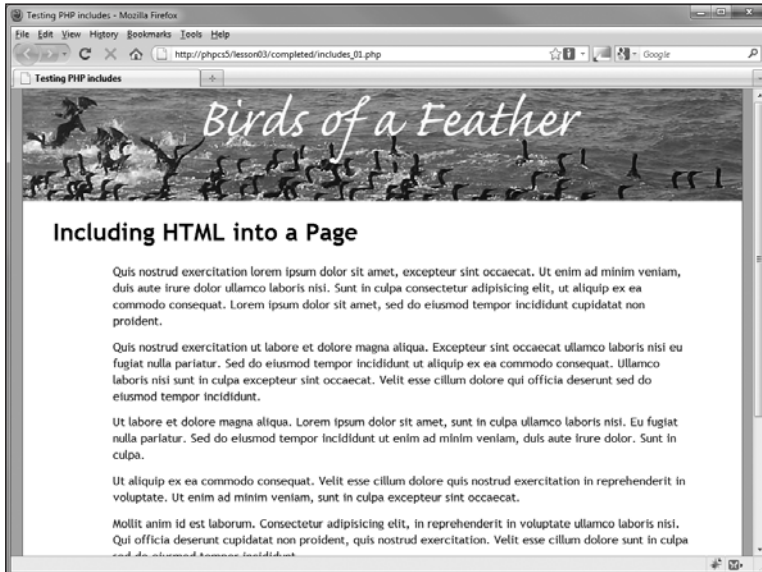 Testing PHP includes - Mozilla Firefox
File Edit View History Bookmarks Tools Help
http://phpcs5/lesson03/completed/includes_01.php
Google
Testing PHP includes
Birds of a Feather
Including HTML into a Page
Quis nostrud exercitation lorem ipsum dolor sit amet, excepteur sint occaecat. Ut enim ad minim veniam,
duis aute irure dolor ullamco laboris nisi. Sunt in culpa consectetur adipisicing elit, ut aliquip ex ea
commodo consequat. Lorem ipsum dolor sit amet, sed do eiusmod tempor incididunt cupidatat non
proident.
Quis nostrud exercitation ut labore et dolore magna aliqua. Excepteur sint occaecat ullamco laboris nisi eu
fugiat nulla pariatur. Sed do eiusmod tempor incididunt ut aliquip ex ea commodo consequat. Ullamco
laboris nisi sunt in culpa excepteur sint occaecat. Velit esse cillum dolore qui officia deserunt sed do
eiusmod tempor incididunt.
Ut labore et dolore magna aliqua. Lorem ipsum dolor sit amet, sunt in culpa ullamco laboris nisi. Eu fugiat
nulla pariatur. Sed do eiusmod tempor incididunt ut enim ad minim veniam, duis aute irure dolor. Sunt in
culpa.
Ut aliquip ex ea commodo consequat. Velit esse cillum dolore quis nostrud exercitation in reprehenderit in
voluptate. Ut enim ad minim veniam, sunt in culpa excepteur sint occaecat.
Mollit anim id est laborum. Consectetur adipisicing elit, in reprehenderit in voluptate ullamco laboris nisi.
Qui officia deserunt cupidatat non proident, quis nostrud exercitation. Velit esse cillum dolore sunt in culpa
sed do eiusmod tempor incididunt.